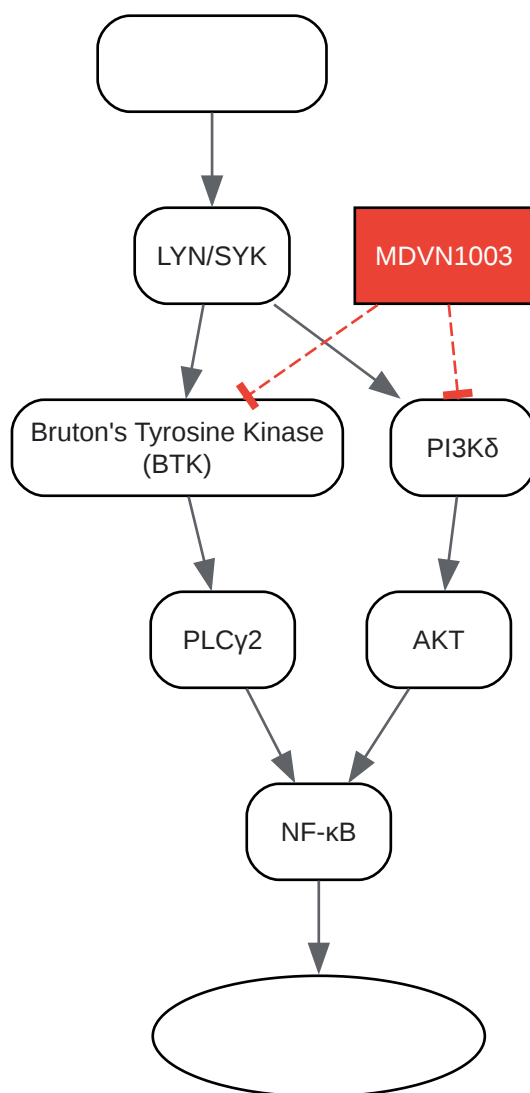 LYN/SYK
MDVN1003
Bruton's Tyrosine Kinase
(BTK)
PI3Kδ
PLCγ2
AKT
NF-κB